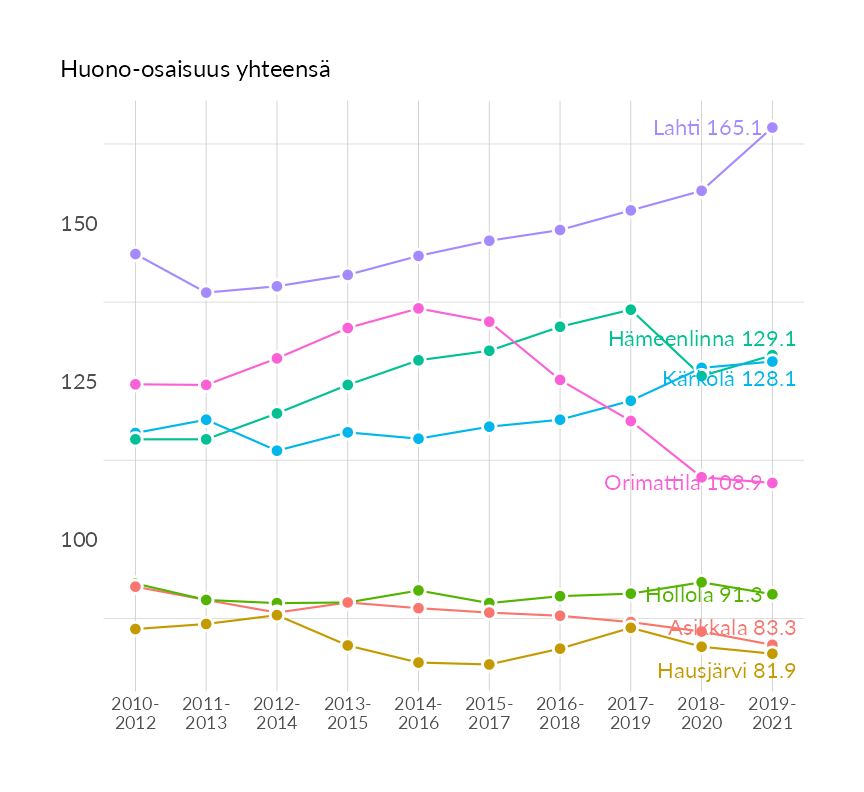 Huono-osaisuus yhteensä
Lahti 165.1
150
Hämeenlinna 129.1
125
Kärkölä 128.1
Orimattila 108.9
100
Hollola 91.3
Asikkala 83.3
Hausjärvi 81.9
2010- 2011- 2012- 2013- 2014- 2015- 2016- 2017- 2018- 2019-
2012 2013 2014 2015 2016 2017 2018 2019 2020 2021